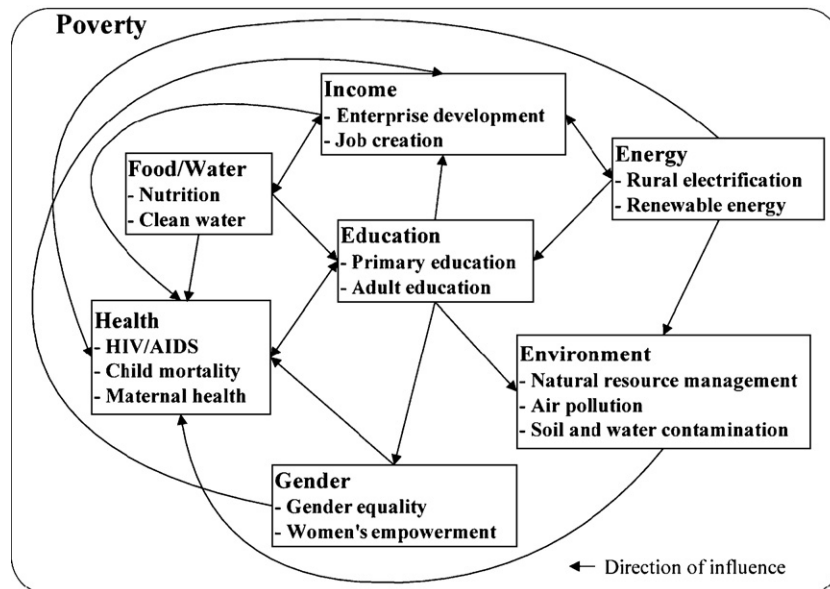 Poverty
Income
- Enterprise development
- Job creation
Food/Water
- Nutrition
- Clean water
Energy
- Rural electrification
- Renewable energy
Education
- Primary education
- Adult education
Health
- HIV/AIDS
- Child mortality
- Maternal health
Environment
- Natural resource management
- Air pollution
- Soil and water contamination
Gender
- Gender equality
- Women's empowerment
Direction of influence